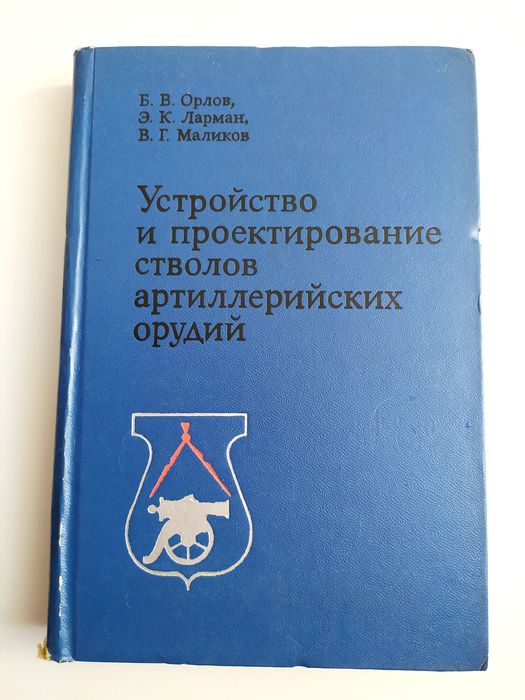 Б. В. Орлов,
Э. К. Ларман,
В. Г. Маликов
Устройство
и проектирование
стволов
артиллерийских
орудий